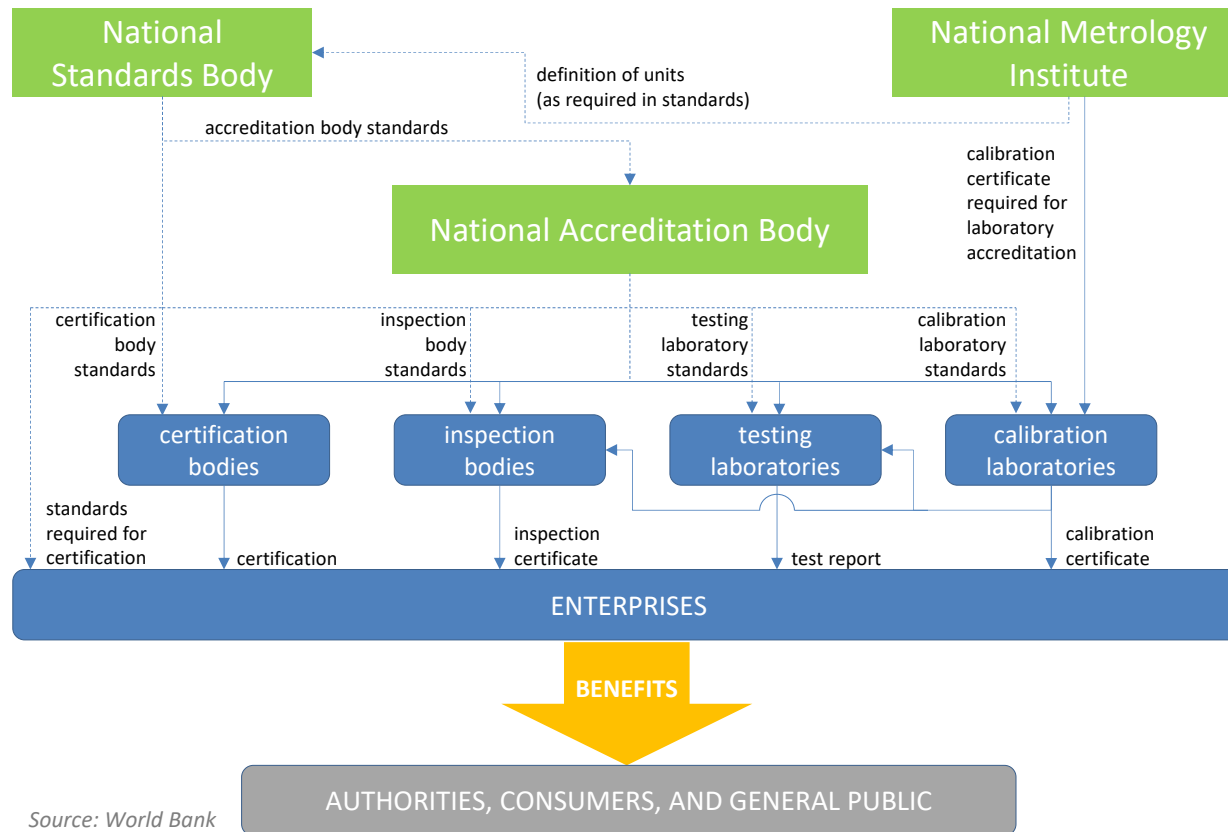 National
Standards Body
National Metrology
Institute
definition of units
(as required in standards)
accreditation body standards
calibration
certificate
required for
laboratory
accreditation
National Accreditation Body
certification
body
standards
inspection
body
standards
testing
laboratory
standards
calibration
laboratory
standards
certification
bodies
inspection
bodies
testing
laboratories
calibration
laboratories
standards
required for
certification
certification
inspection
certificate
test report
calibration
certificate
ENTERPRISES
BENEFITS
AUTHORITIES, CONSUMERS, AND GENERAL PUBLIC
Source: World Bank